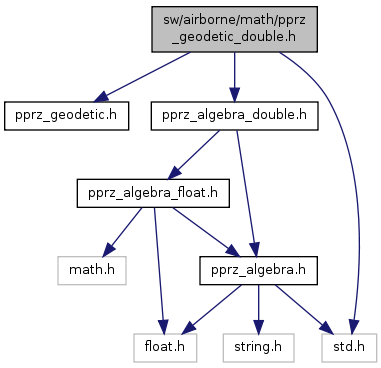 sw/airborne/math/pprz
_geodetic_double.h
pprz_geodetic.h
pprz_algebra_double.h
pprz_algebra_float.h
math.h
pprz_algebra.h
float.h
string.h
std.h